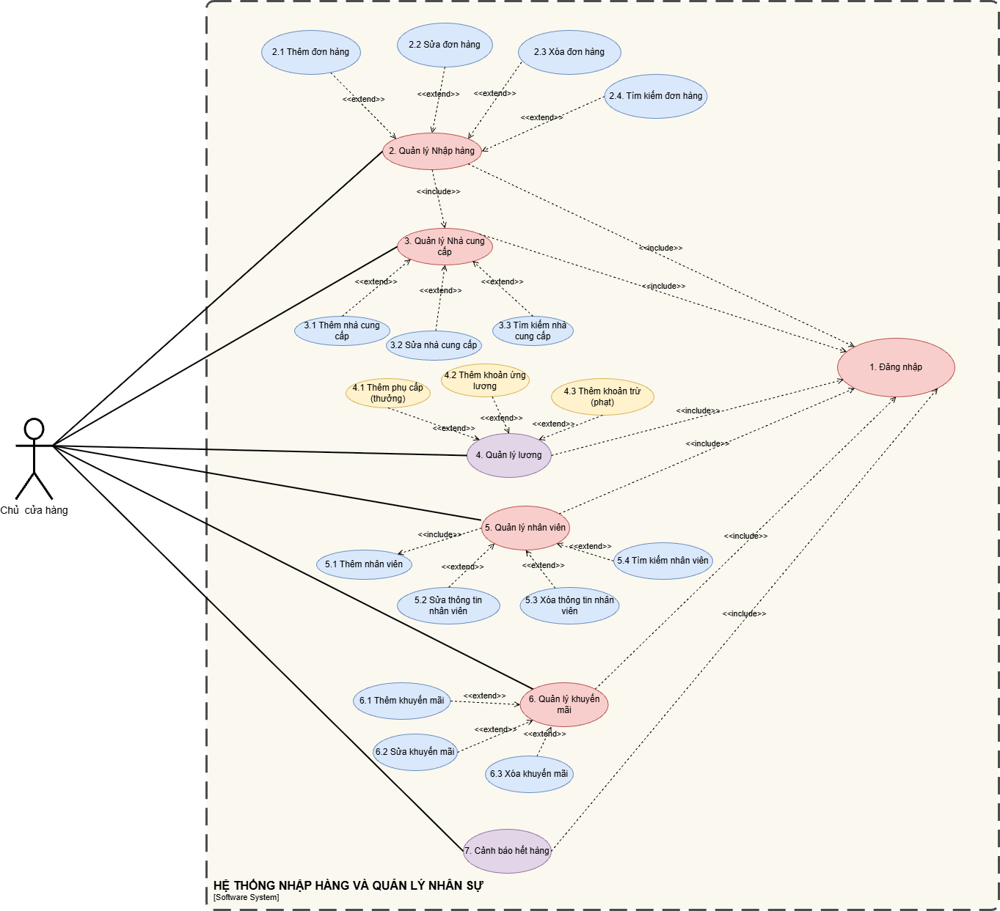 2.1 Thêm đơn hàng
2.2 Sửa đơn hàng
2.3 Xóa đơn hàng
2.4. Tìm kiếm đơn hàng
<<extend>>
<<extend>>
<<extend>>
<<extend>>
2. Quản lý Nhập hàng
<<include>>
<<include>>
3. Quản lý Nhà cung
cấp
<<include>>
<<extend>>
<<extend>>
<<extend>>
3.1 Thêm nhà cung
cấp
3.2 Sửa nhà cung cấp
3.3 Tìm kiếm nhà
cung cấp
1. Đăng nhập
4.1 Thêm phụ cấp
(thưởng)
4.2 Thêm khoản ứng
lương
4.3 Thêm khoản trừ
(phạt)
<<extend>>
<<extend>>
<<extend>>
<<include>>
4. Quản lý lương
<<include>>
Chủ  cửa hàng
5. Quản lý nhân viên
<<include>>
<<extend>>
<<extend>>
<<extend>>
5.1 Thêm nhân viên
5.4 Tìm kiếm nhân viên
5.2 Sửa thông tin
nhân viên
5.3 Xóa thông tin nhân
viên
<<include>>
<<include>>
6.1 Thêm khuyến mãi
<<extend>>
6. Quản lý khuyến
mãi
<<extend>>
<<extend>>
6.2 Sửa khuyến mãi
6.3 Xóa khuyến mãi
7. Cảnh báo hết hàng
HỆ THỐNG NHẬP HÀNG VÀ QUẢN LÝ NHÂN SỰ
[Software System]